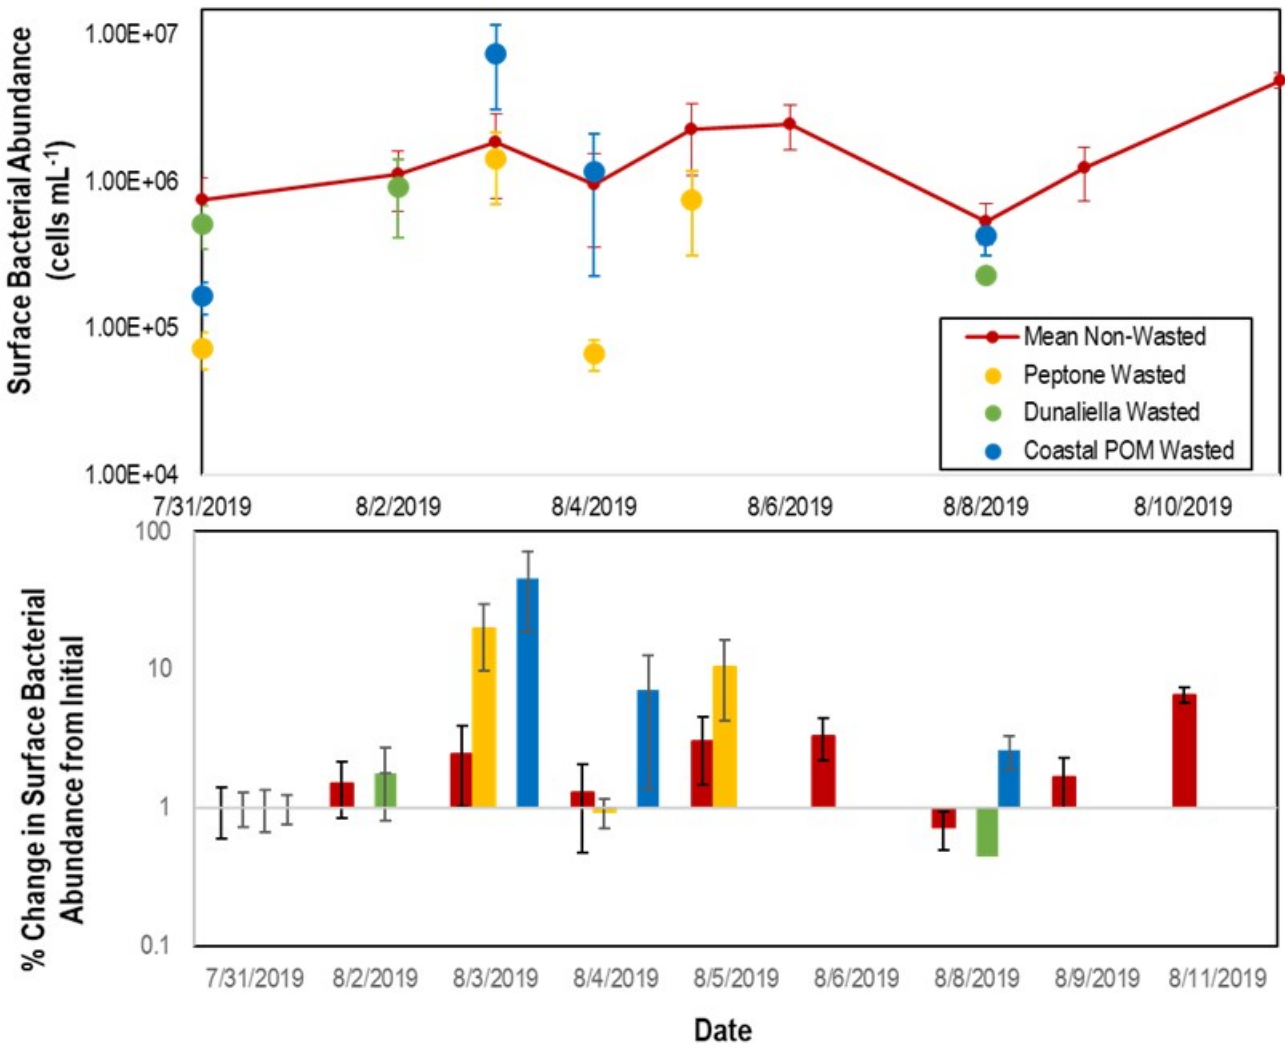 Surface Bacterial Abundance
(cells mL⁻¹)
1.00E+07
1.00E+06
1.00E+05
1.00E+04
Mean Non-Wasted
Peptone Wasted
Dunaliella Wasted
Coastal POM Wasted
7/31/2019 8/2/2019 8/4/2019 8/6/2019 8/8/2019 8/10/2019
% Change in Surface Bacterial
Abundance from Initial
100
10
1
0.1
7/31/2019 8/2/2019 8/3/2019 8/4/2019 8/5/2019 8/6/2019 8/8/2019 8/9/2019 8/11/2019
Date